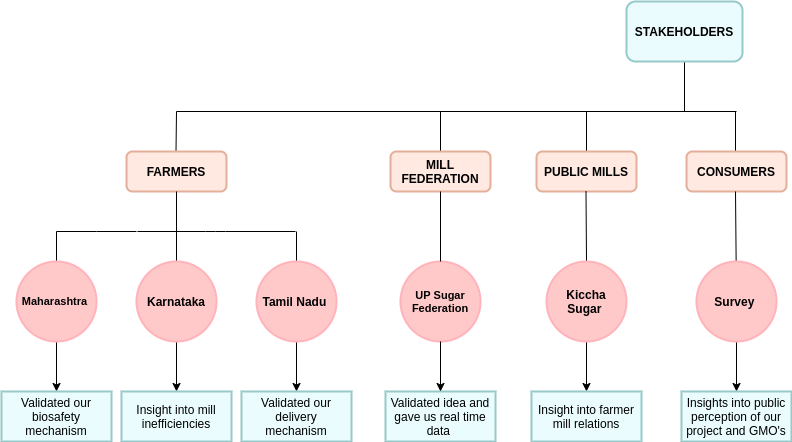 STAKEHOLDERS
FARMERS
MILL
FEDERATION
PUBLIC MILLS
CONSUMERS
Maharashtra
Karnataka
Tamil Nadu
UP Sugar
Federation
Kiccha
Sugar
Survey
Validated our
biosafety
mechanism
Insight into mill
inefficiencies
Validated our
delivery
mechanism
Validated idea and
gave us real time
data
Insight into farmer
mill relations
Insights into public
perception of our
project and GMO's